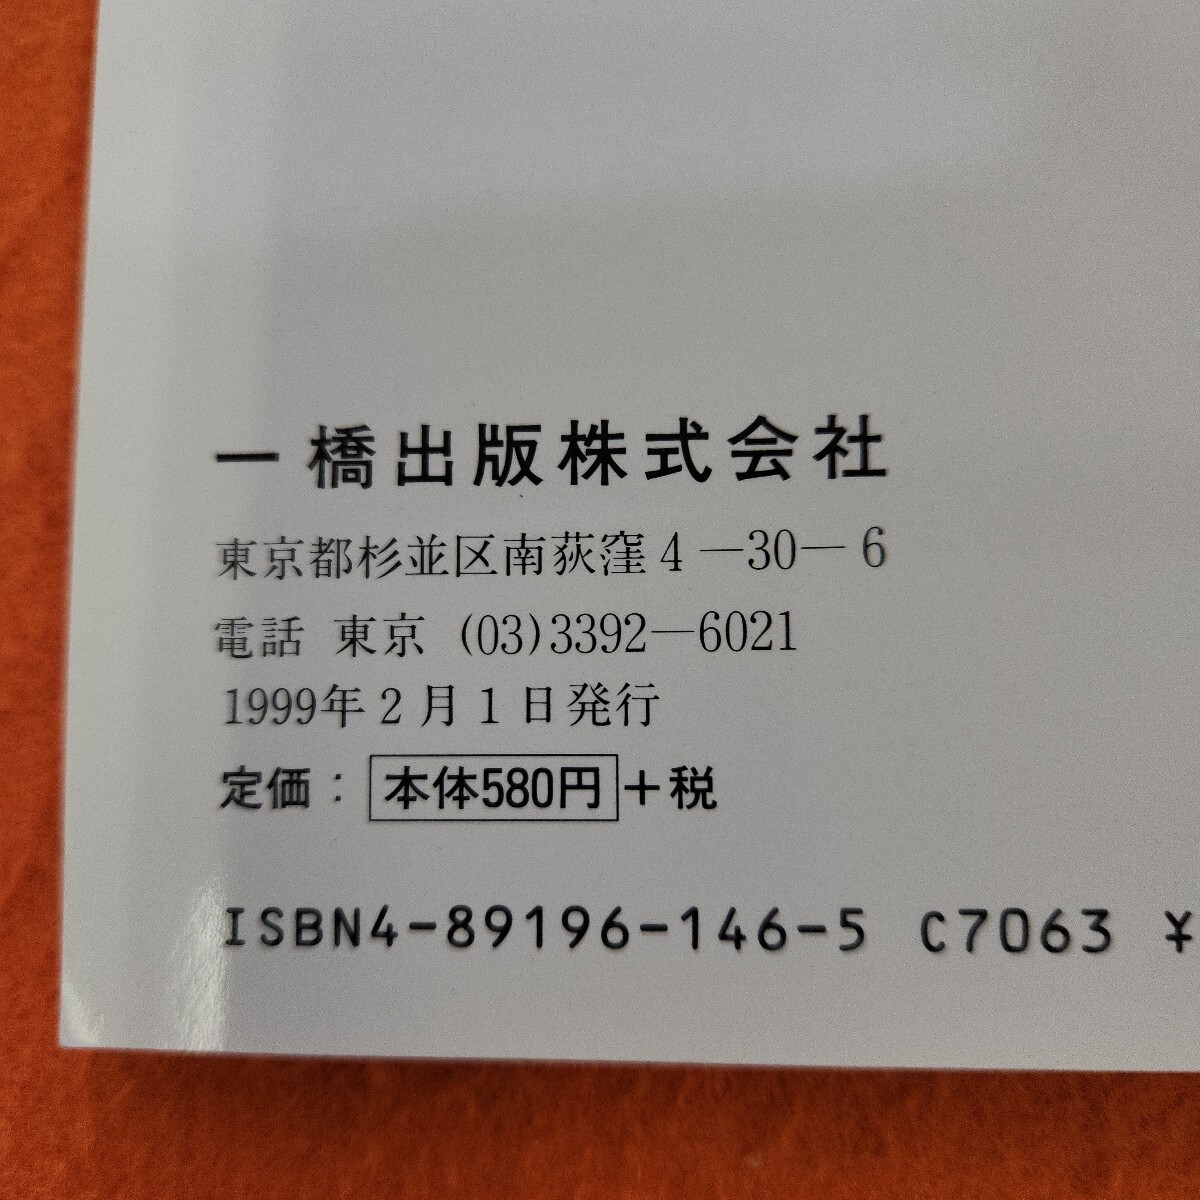 一橋出版株式会社
東京都杉並区南荻窪4－30－6
電話 東京 (03)3392－6021
1999年2月1日発行
定価：本体580円＋税
ISBN4-89196-146-5 C7063 ¥